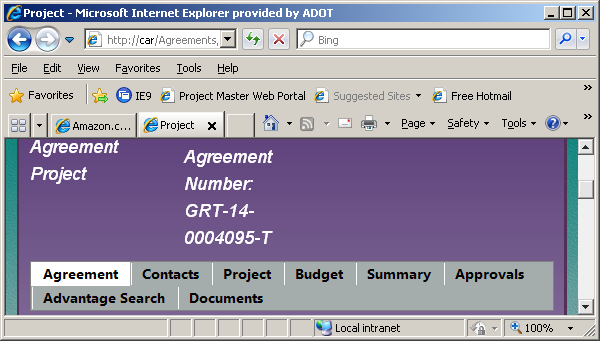 Project - Microsoft Internet Explorer provided by ADOT
http://car/Agreements,
Bing
File Edit View Favorites Tools Help
Favorites IE9 Project Master Web Portal Suggested Sites Free Hotmail »
Amazon.c... Project Page Safety Tools »
Agreement
Project
Agreement
Number:
GRT-14-
0004095-T
Agreement Contacts Project Budget Summary Approvals
Advantage Search Documents
Local intranet 100%